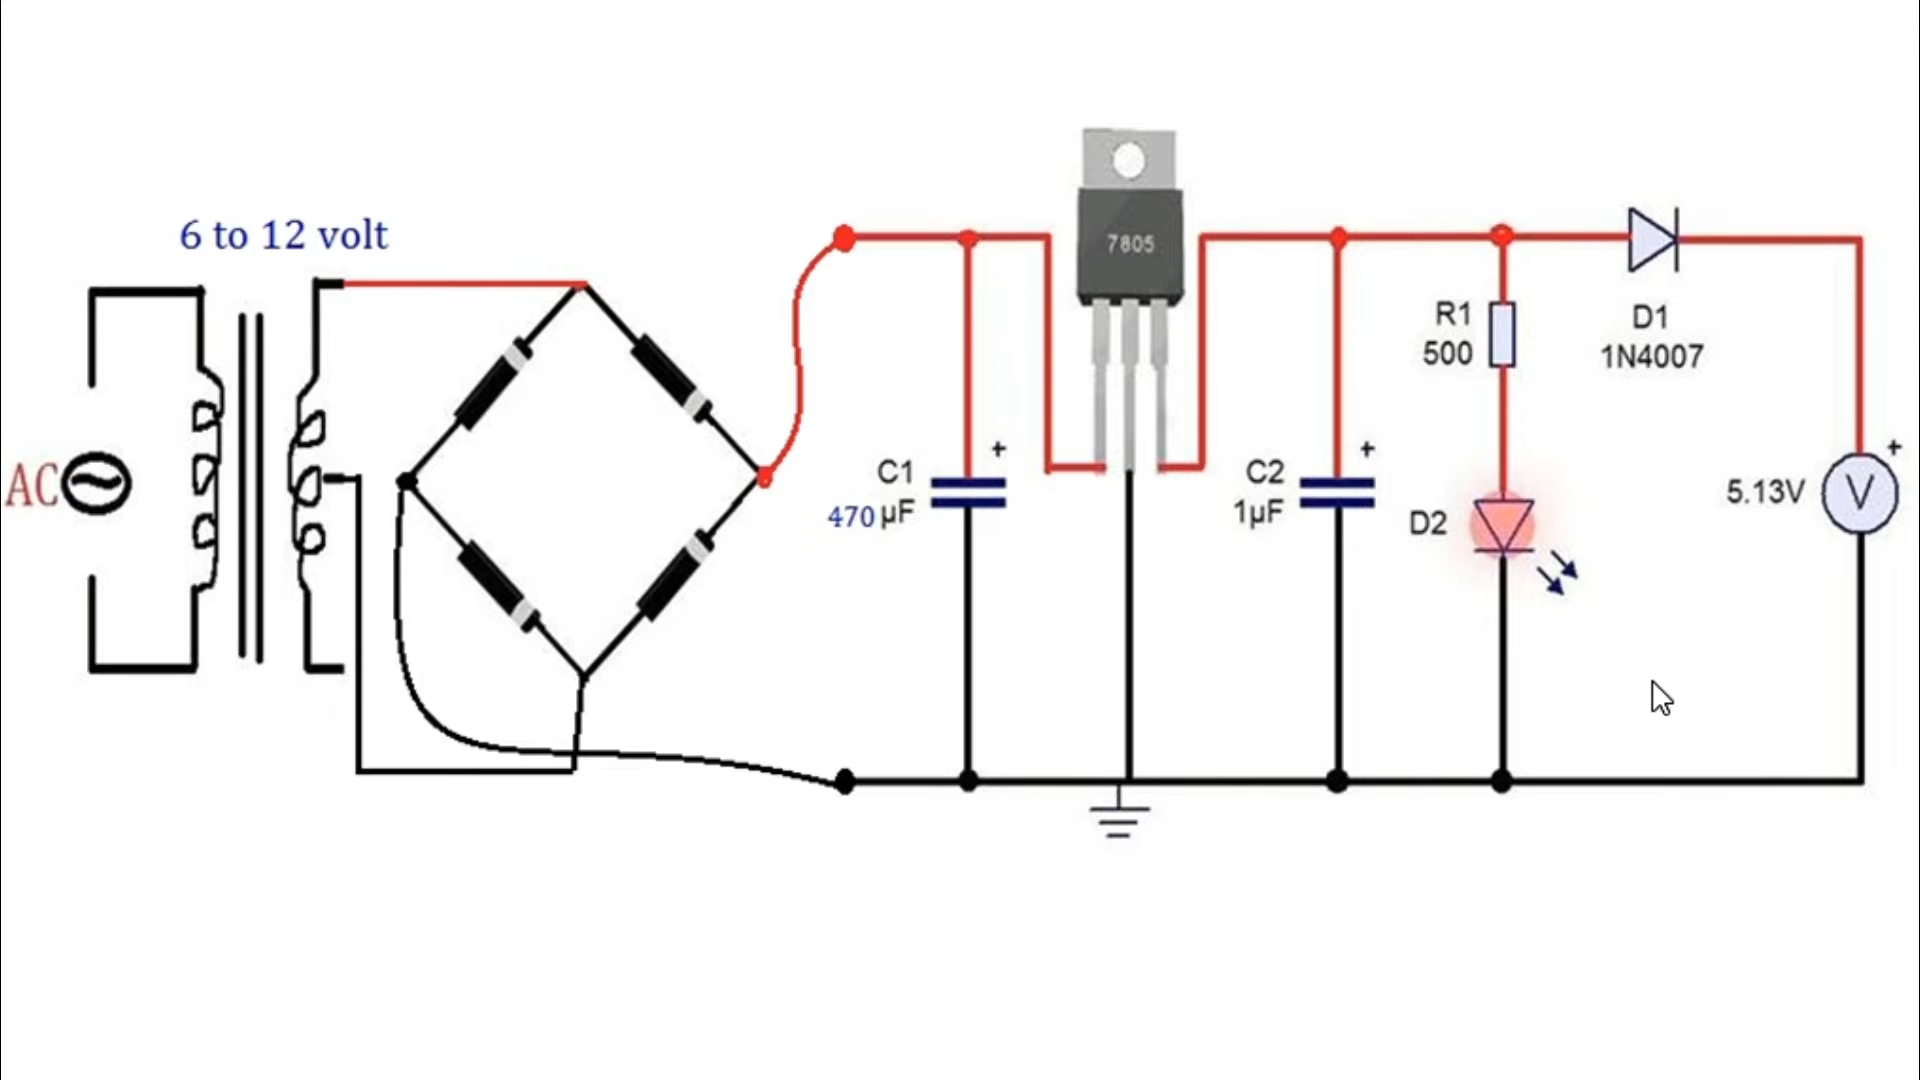 6 to 12 volt
AC
7805
C1
470 µF
+
C2
1µF
+
R1
500
D2
D1
1N4007
5.13V
V
+